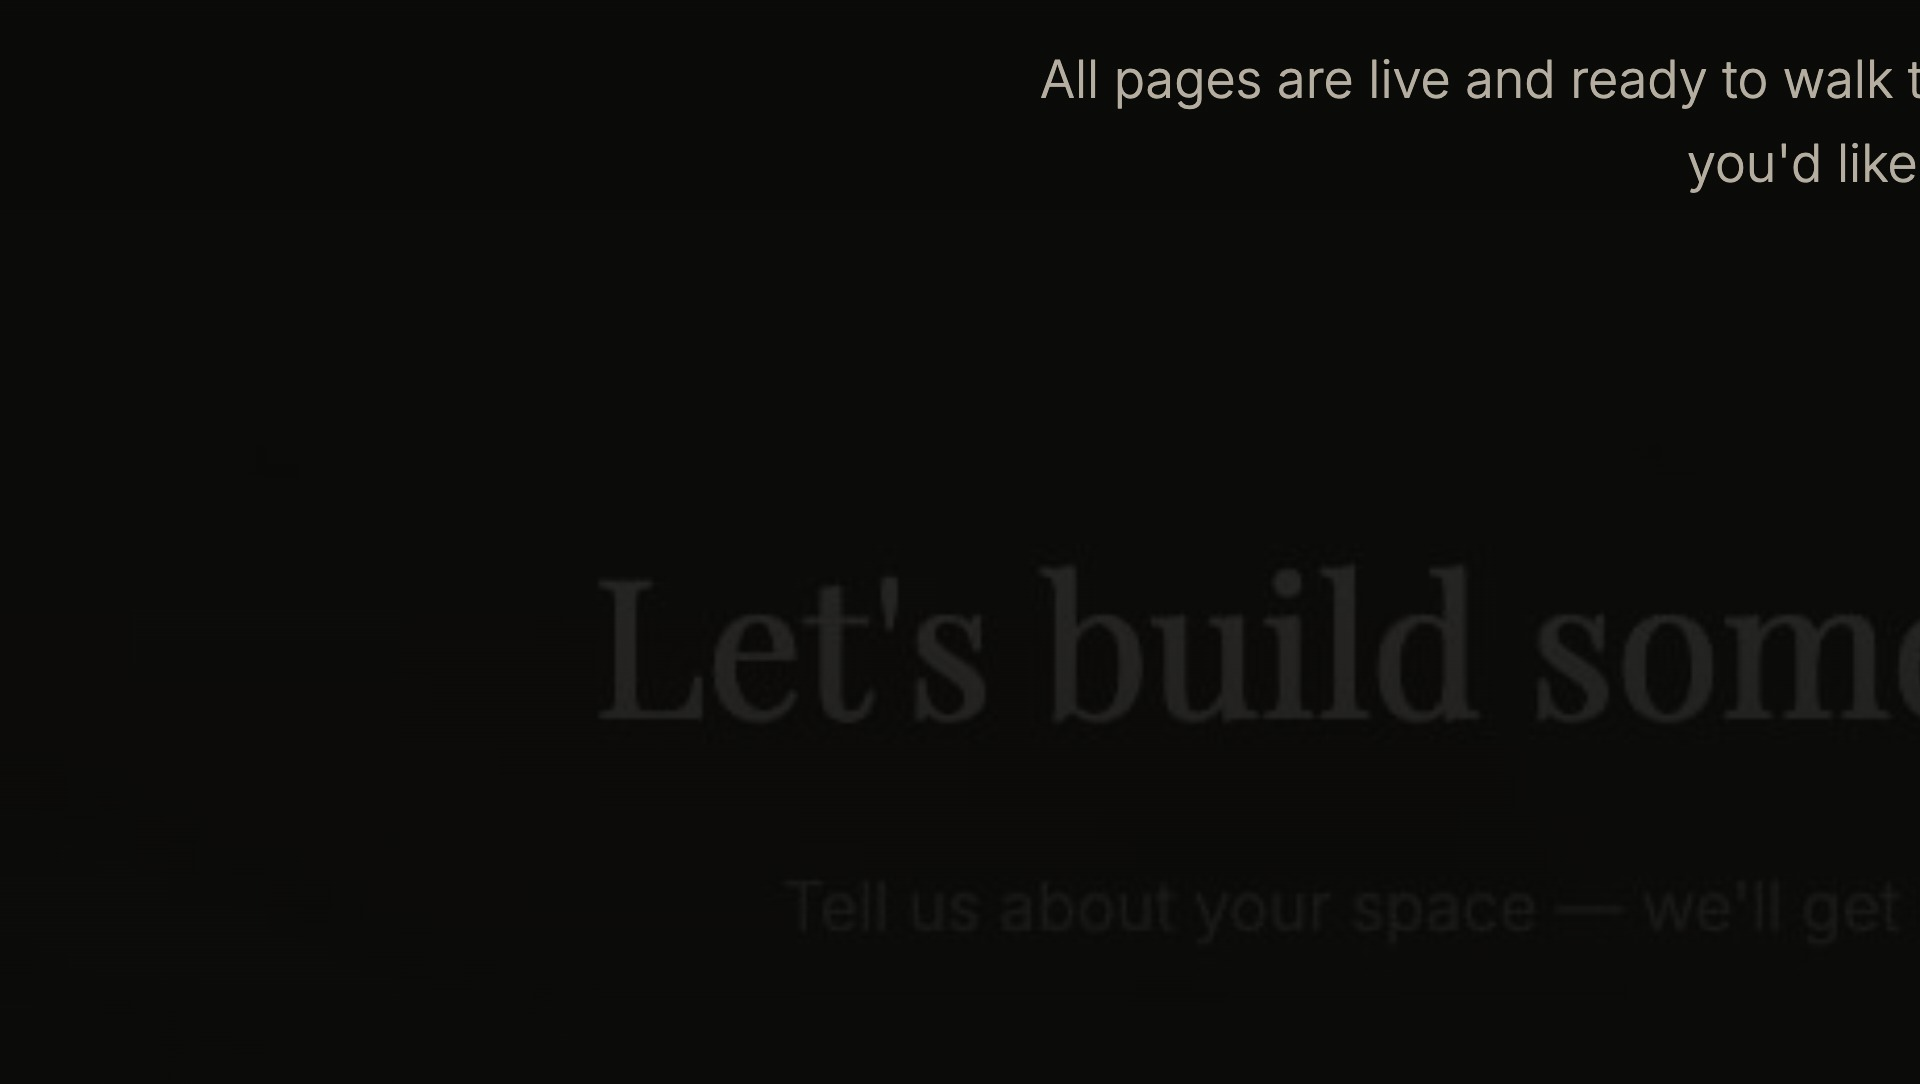 All pages are live and ready to walk t
you'd like
Let's build some
Tell us about your space — we'll get